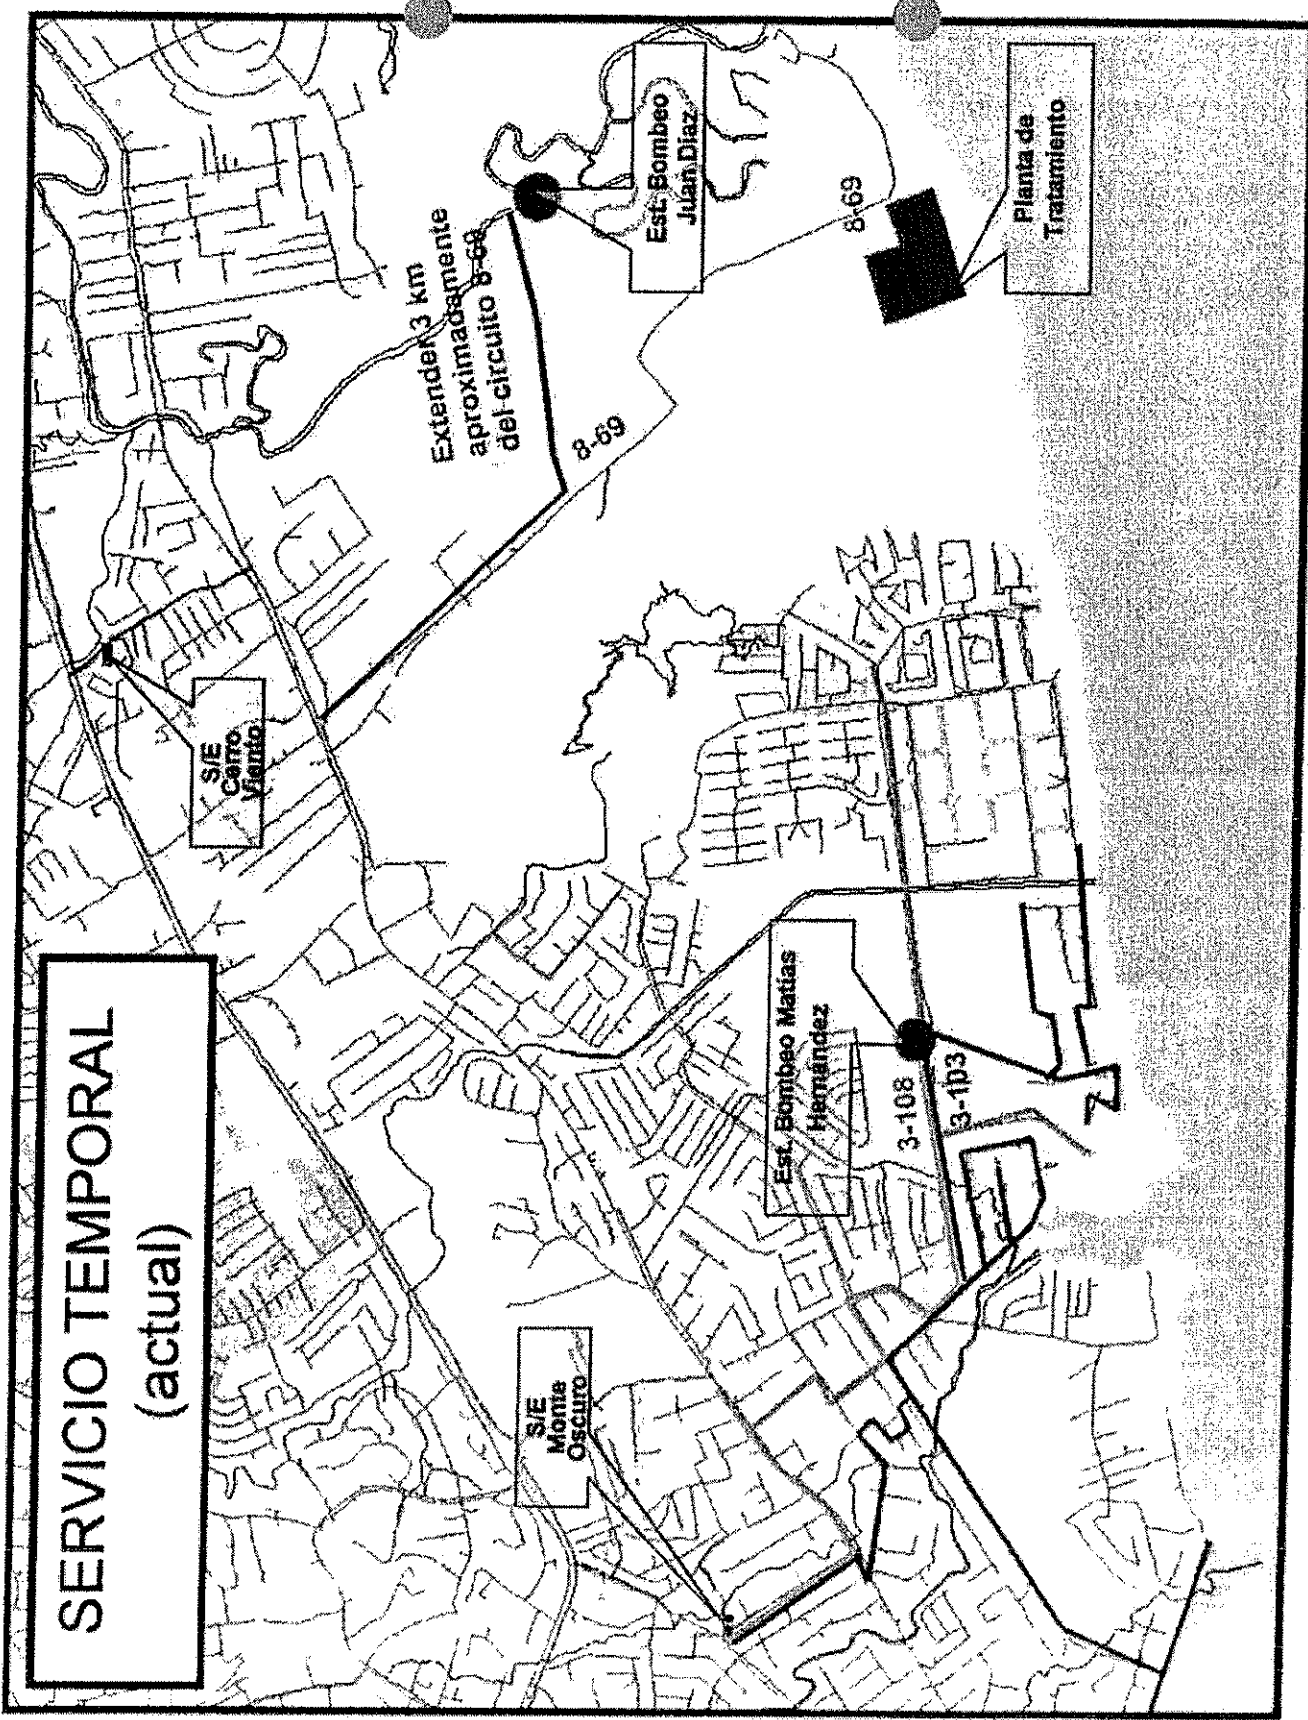 SERVICIO TEMPORAL
(actual)
S/E
Cerro
Viento
Extender 3 km
aproximadamente
del circuito 8-69
Est. Bombeo
Juan Diaz
8-69
8-69
Planta de
Tratamiento
S/E
Monte
Oscuro
Est. Bombeo Matías
Hernández
3-108
3-103